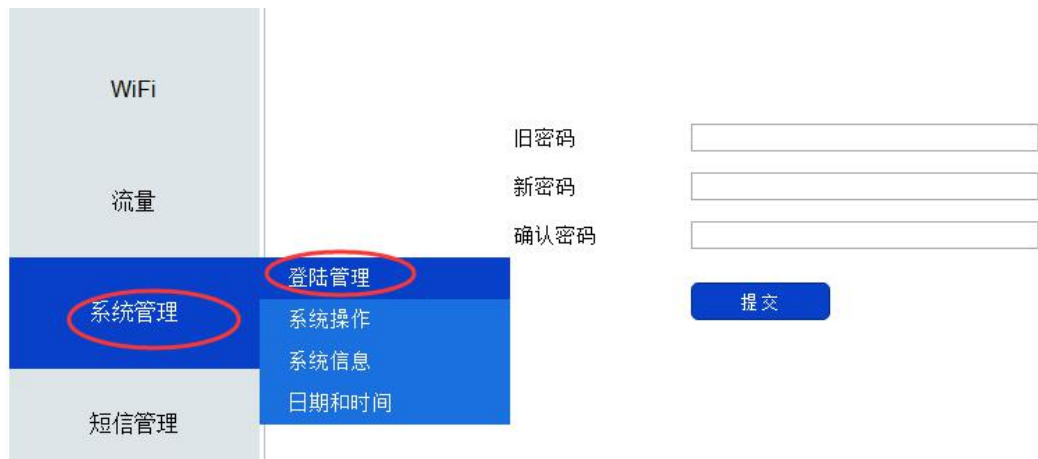 WiFi
流量
系统管理
短信管理
登陆管理
系统操作
系统信息
日期和时间
旧密码
新密码
确认密码
提交